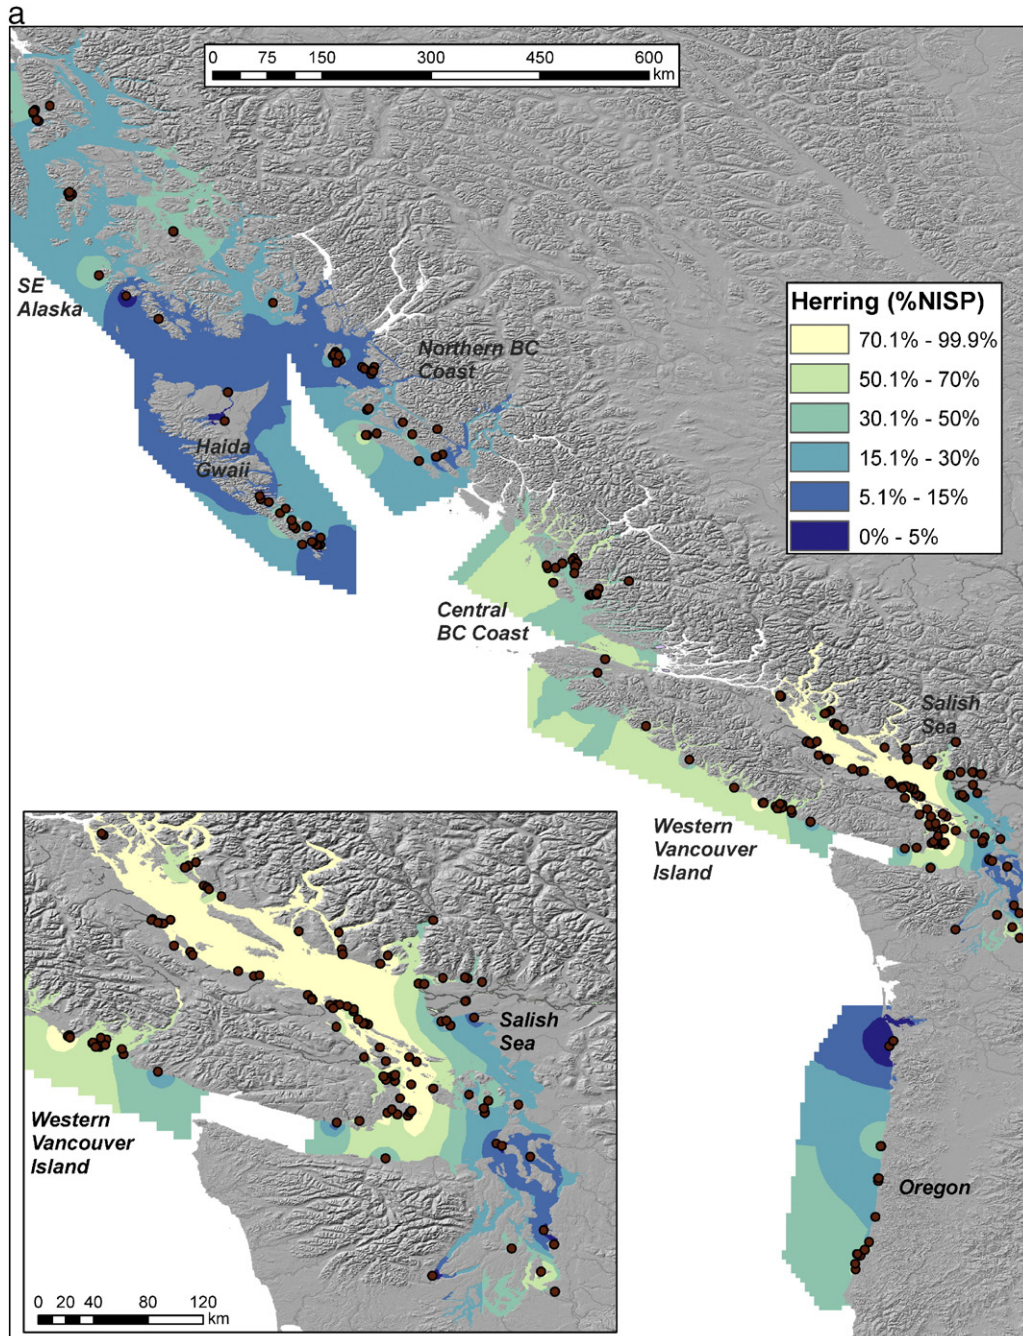 a
0 75 150 300 450 600
km
SE
Alaska
Northern BC
Coast
Haida
Gwaii
Herring (%NISP)
70.1% - 99.9%
50.1% - 70%
30.1% - 50%
15.1% - 30%
5.1% - 15%
0% - 5%
Central
BC Coast
Salish
Sea
Western
Vancouver
Island
Salish
Sea
Western
Vancouver
Island
Oregon
0 20 40 80 120
km